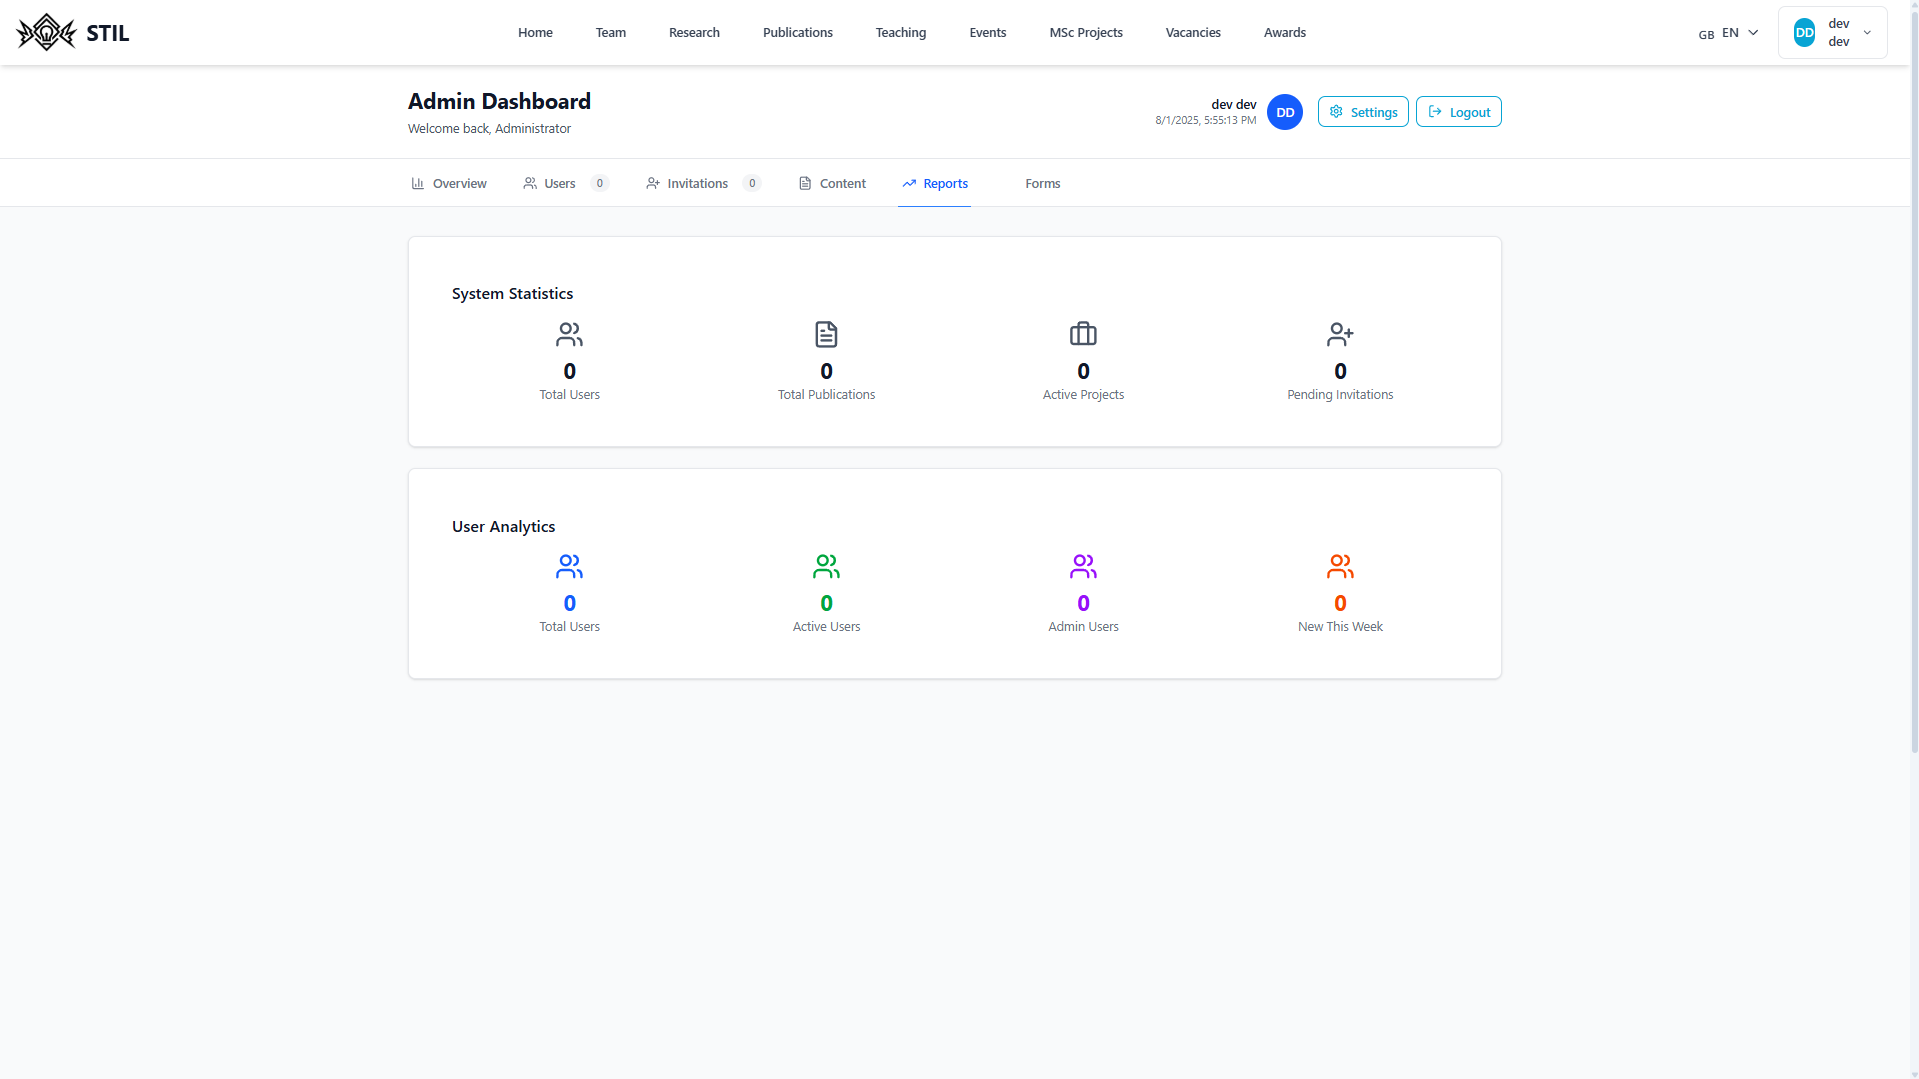 STIL
Home Team Research Publications Teaching Events MSc Projects Vacancies Awards
GB EN
DD dev dev
Admin Dashboard
Welcome back, Administrator
dev dev
8/1/2025, 5:55:13 PM
DD
Settings
Logout
Overview Users 0 Invitations 0 Content Reports Forms
System Statistics
0 0 0 0
Total Users Total Publications Active Projects Pending Invitations
User Analytics
0 0 0 0
Total Users Active Users Admin Users New This Week